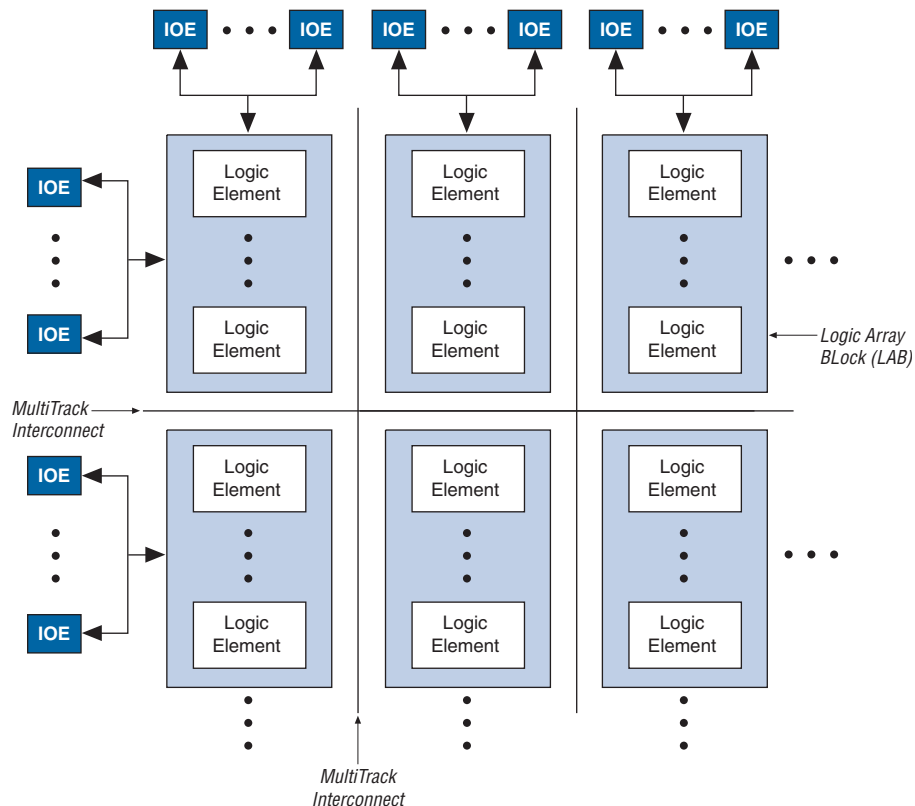 IOE IOE IOE IOE IOE IOE
Logic Logic Logic
Element Element Element
IOE
Logic Logic Logic
Element Element Element
IOE
Logic Array
BLock (LAB)
MultiTrack
Interconnect
Logic Logic Logic
Element Element Element
IOE
Logic Logic Logic
Element Element Element
IOE
MultiTrack
Interconnect